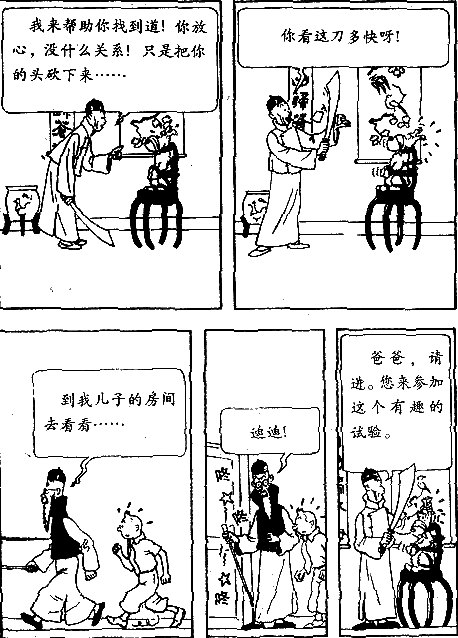 我来帮助你找到道！你放
心，没什么关系！只是把你
的头砍下来……
你看这刀多快呀！
到我儿子的房间
去看看……
迪迪！
爸爸，请
进。您来参加
这个有趣的
试验。